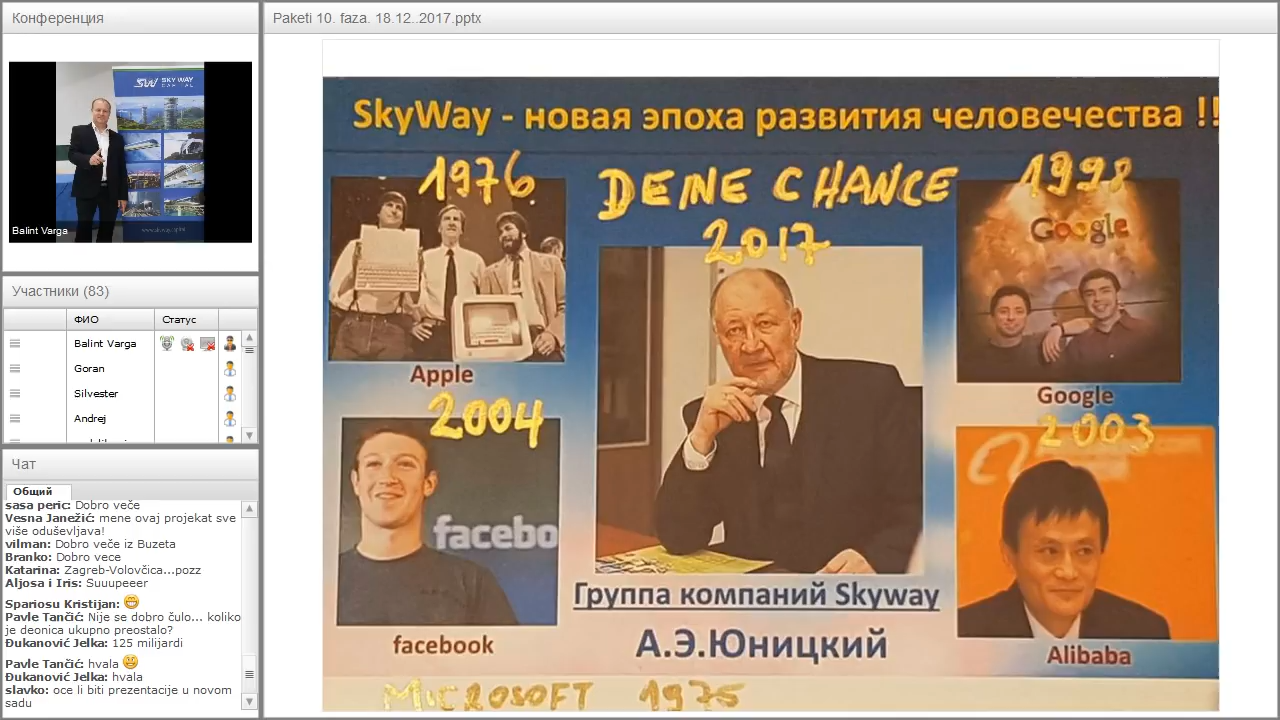 Конференция
SKY WAY
CAPITAL
Balint Varga
Участники (83)
ФИО
Статус
Balint Varga
Goran
Silvester
Andrej
Чат
Общий
sasa peric: Dobro veče
Vesna Janežić: mene ovaj projekat sve
više oduševljava!
vilman: Dobro veče iz Buzeta
Branko: Dobro vece
Katarina: Zagreb-Volovčica...pozz
Aljosa i Iris: Suuupeeer
Spariosu Kristijan:
Pavle Tančić: Nije se dobro čulo... koliko
je deonica ukupno preostalo?
Đukanović Jelka: 125 milijardi
Pavle Tančić: hvala
Đukanović Jelka: hvala
slavko: oce li biti prezentacije u novom
sadu
Paketi 10. faza. 18.12..2017.pptx
SkyWay - новая эпоха развития человечества !!
1976
DEINE CHANCE
2017
1998
Google
Apple
Google
2004
2003
facebo
Группа компаний Skyway
А.Э.Юницкий
facebook
Alibaba
MICROSOFT 1975